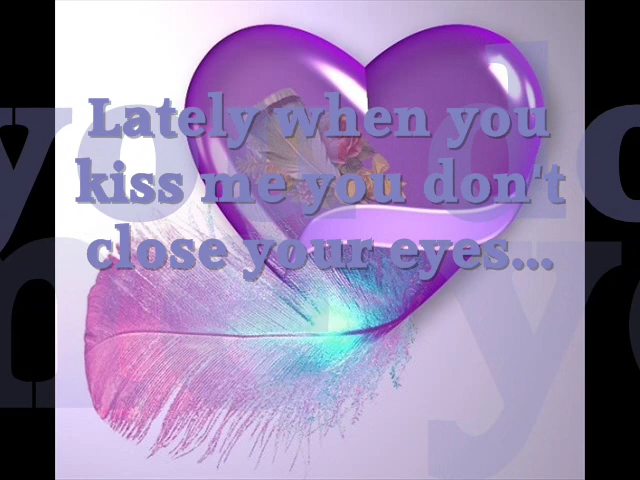 Lately when you
kiss me you don't
close your eyes...